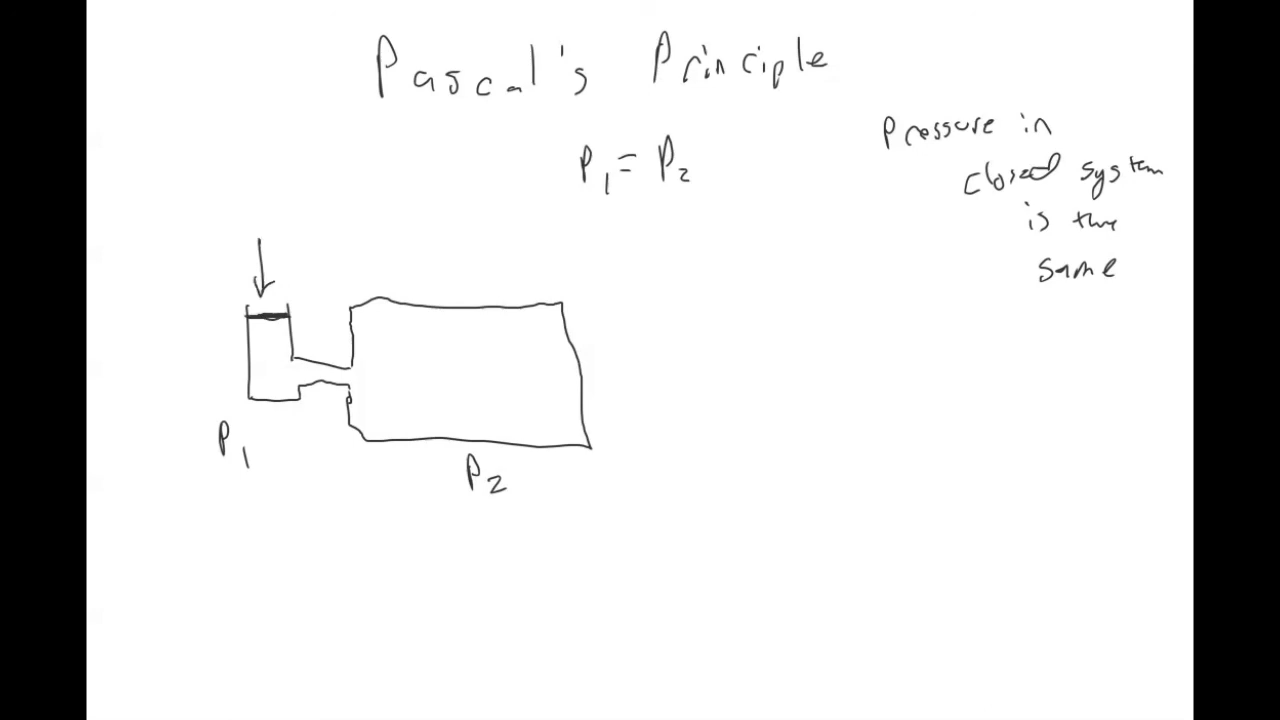 Pascal's Principle
P₁ = P₂
Pressure in
closed system
is the
same
P₁
P₂